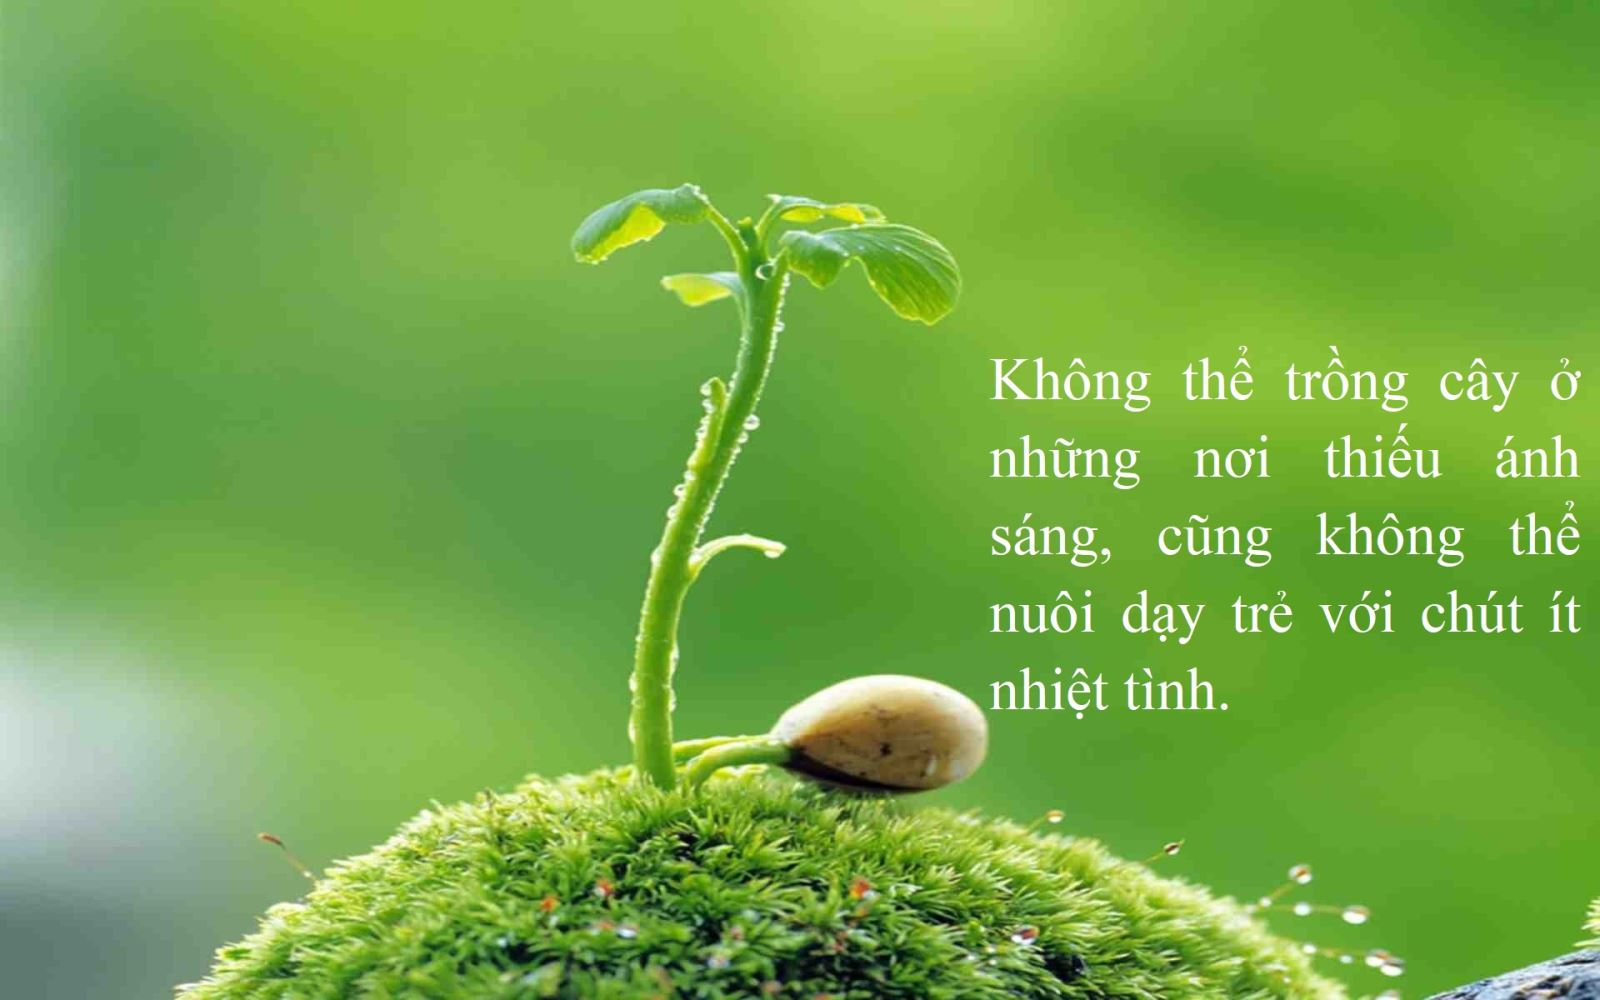 Không thể trồng cây ở
những nơi thiếu ánh
sáng, cũng không thể
nuôi dạy trẻ với chút ít
nhiệt tình.